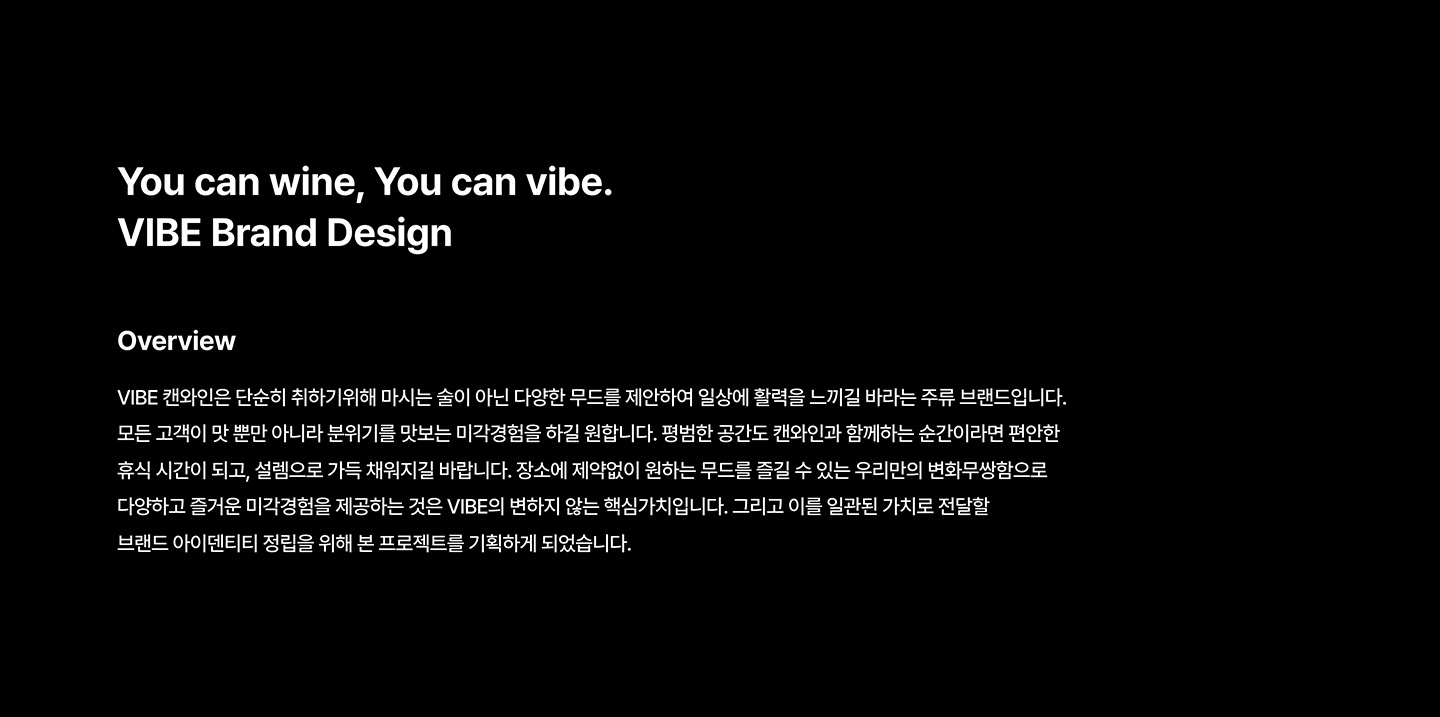 You can wine, You can vibe.
VIBE Brand Design
Overview
VIBE 캔와인은 단순히 취하기위해 마시는 술이 아닌 다양한 무드를 제안하여 일상에 활력을 느끼길 바라는 주류 브랜드입니다.
모든 고객이 맛 뿐만 아니라 분위기를 맛보는 미각경험을 하길 원합니다. 평범한 공간도 캔와인과 함께하는 순간이라면 편안한
휴식 시간이 되고, 설렘으로 가득 채워지길 바랍니다. 장소에 제약없이 원하는 무드를 즐길 수 있는 우리만의 변화무쌍함으로
다양하고 즐거운 미각경험을 제공하는 것은 VIBE의 변하지 않는 핵심가치입니다. 그리고 이를 일관된 가치로 전달할
브랜드 아이덴티티 정립을 위해 본 프로젝트를 기획하게 되었습니다.